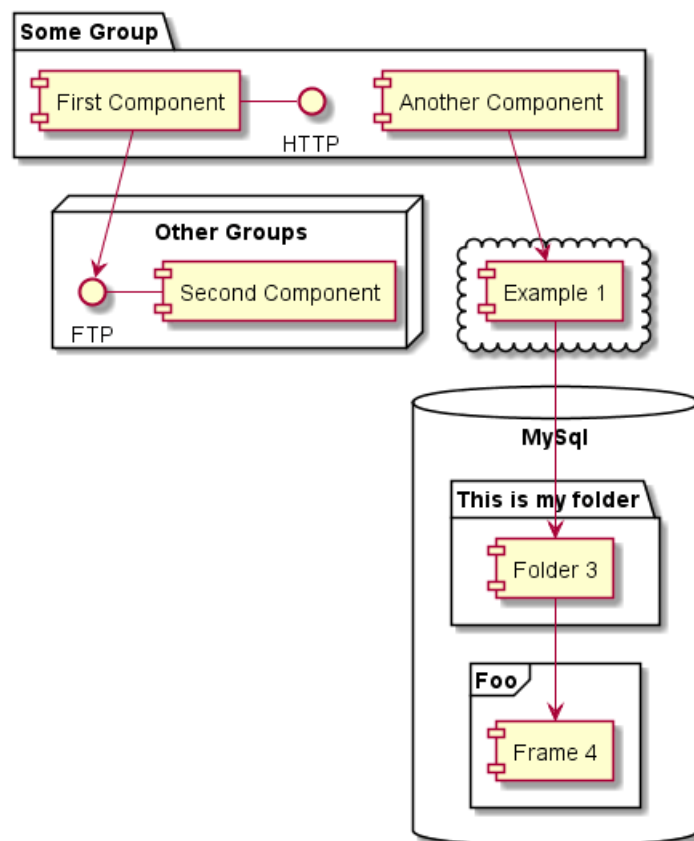 Some Group
First Component
HTTP
Another Component
Other Groups
FTP
Second Component
Example 1
MySql
This is my folder
Folder 3
Foo
Frame 4